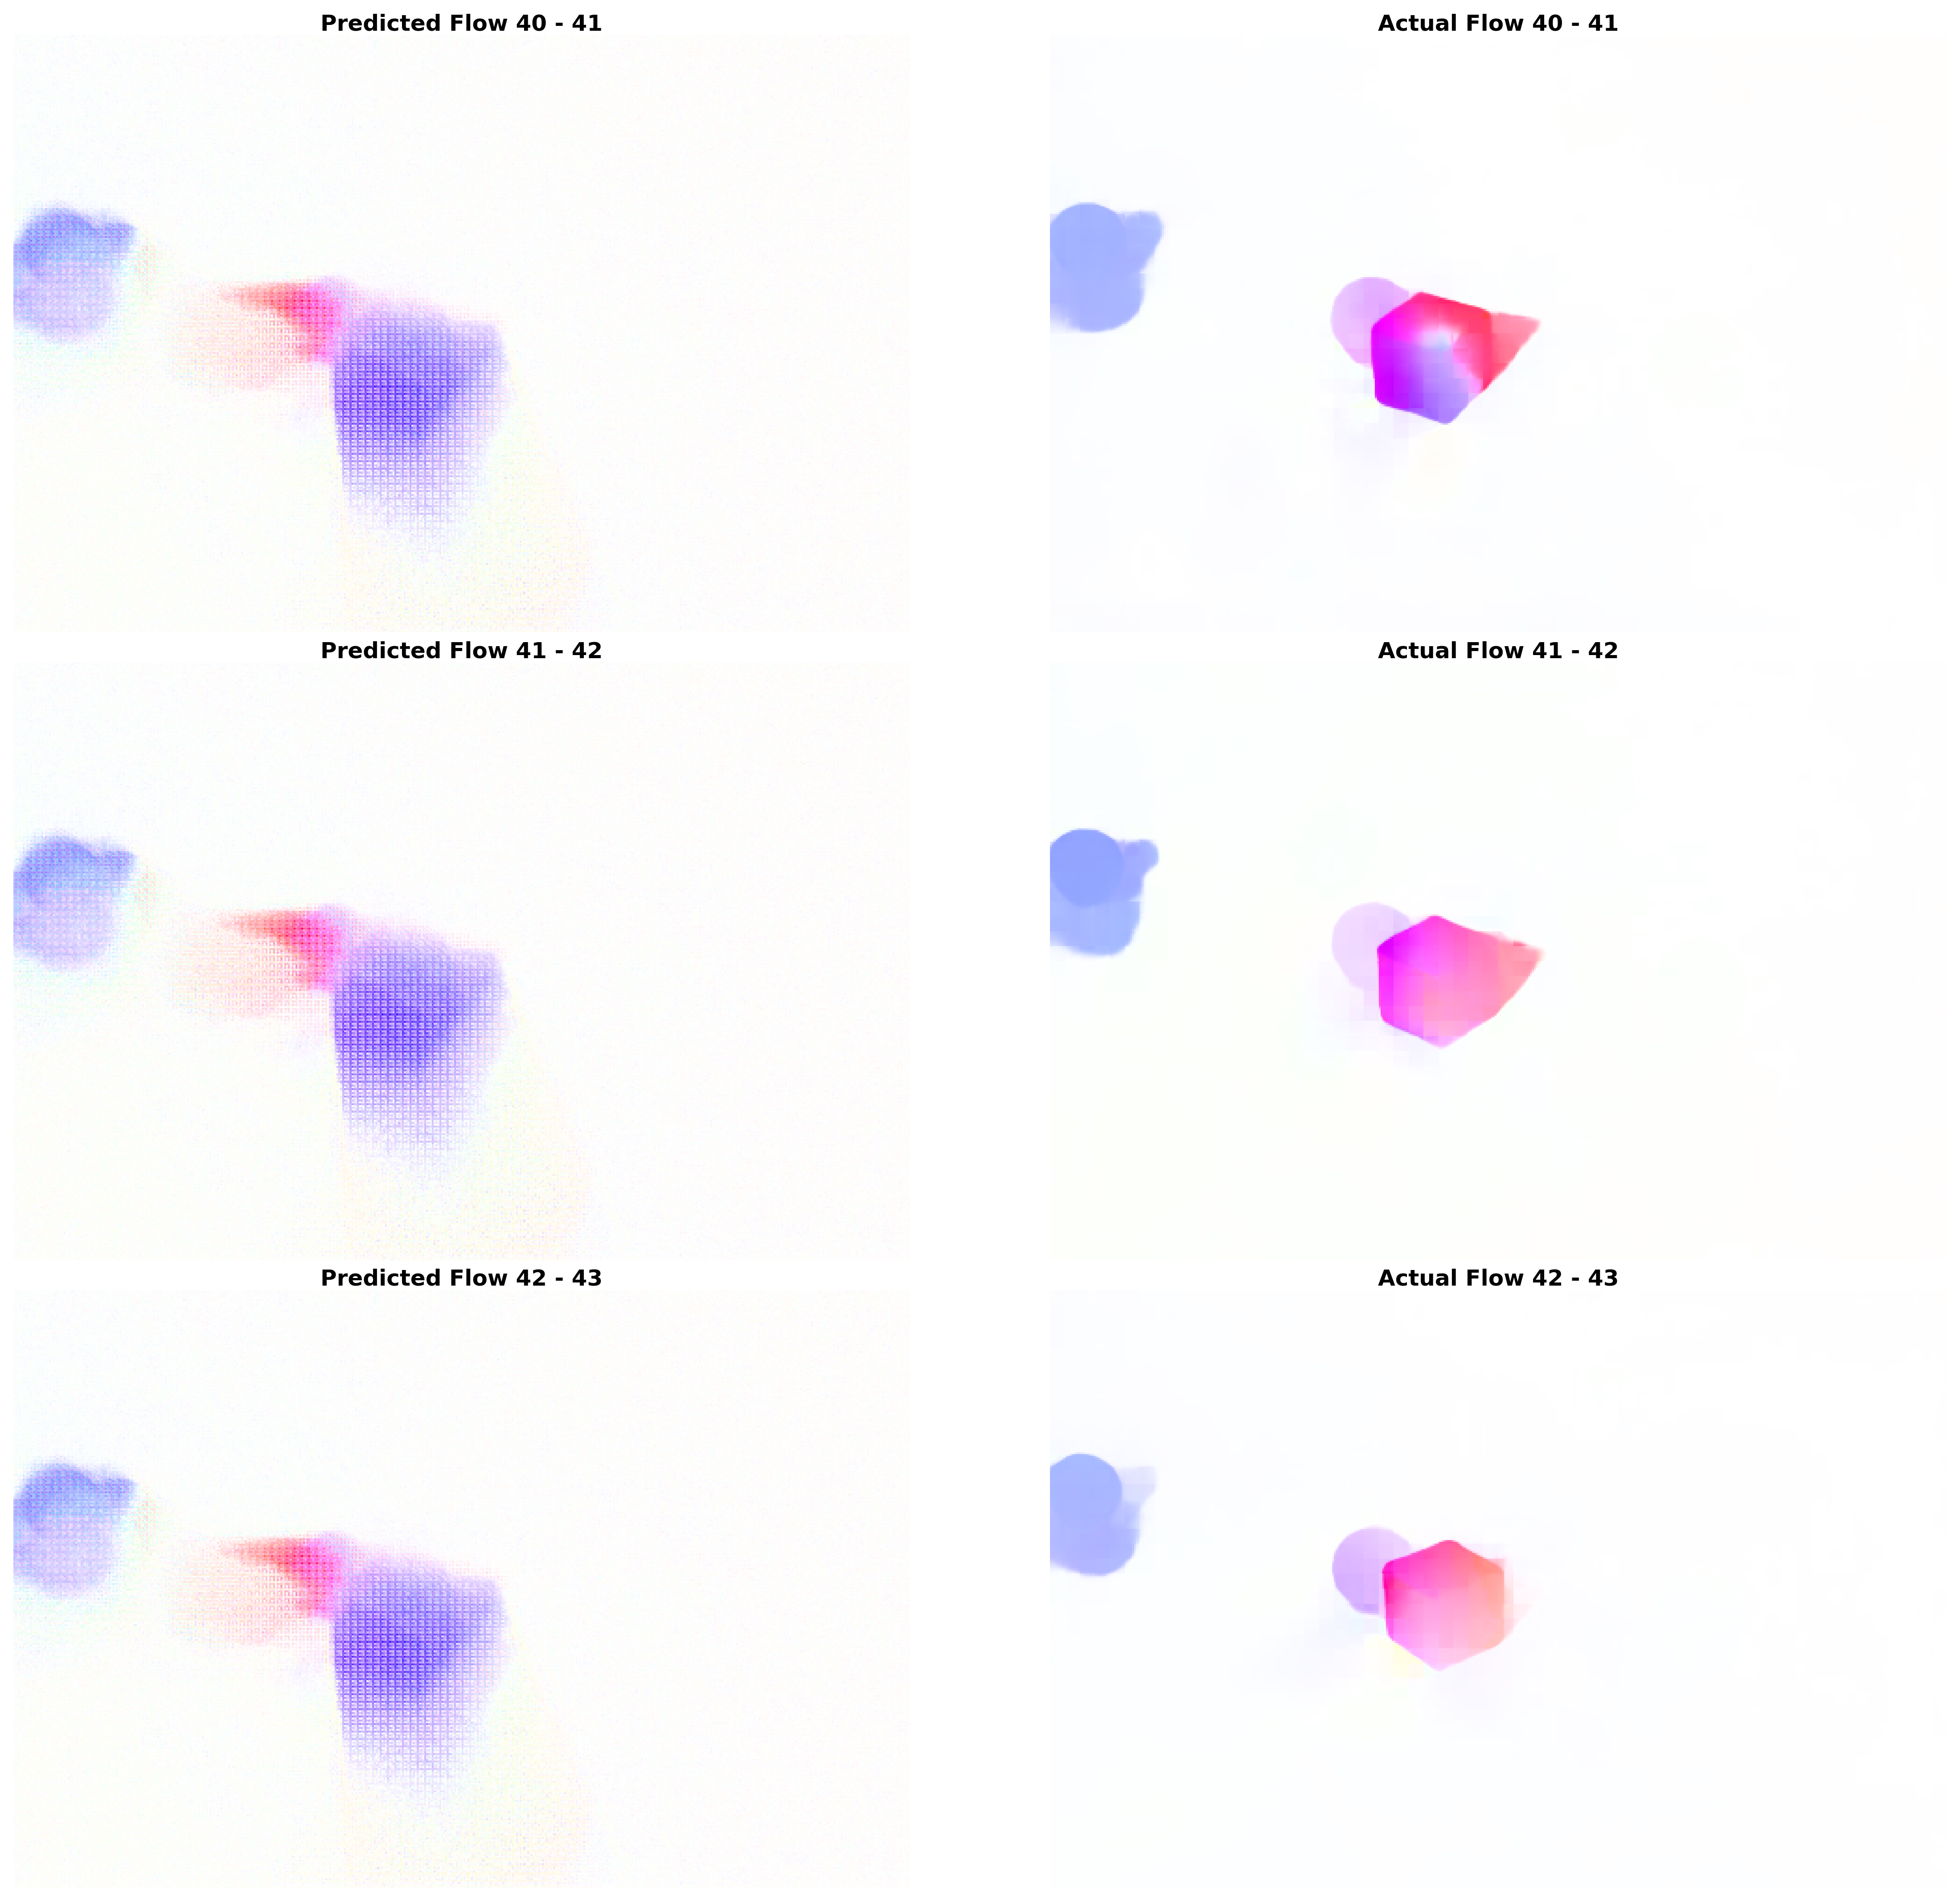 Predicted Flow 40 - 41
Actual Flow 40 - 41
Predicted Flow 41 - 42
Actual Flow 41 - 42
Predicted Flow 42 - 43
Actual Flow 42 - 43